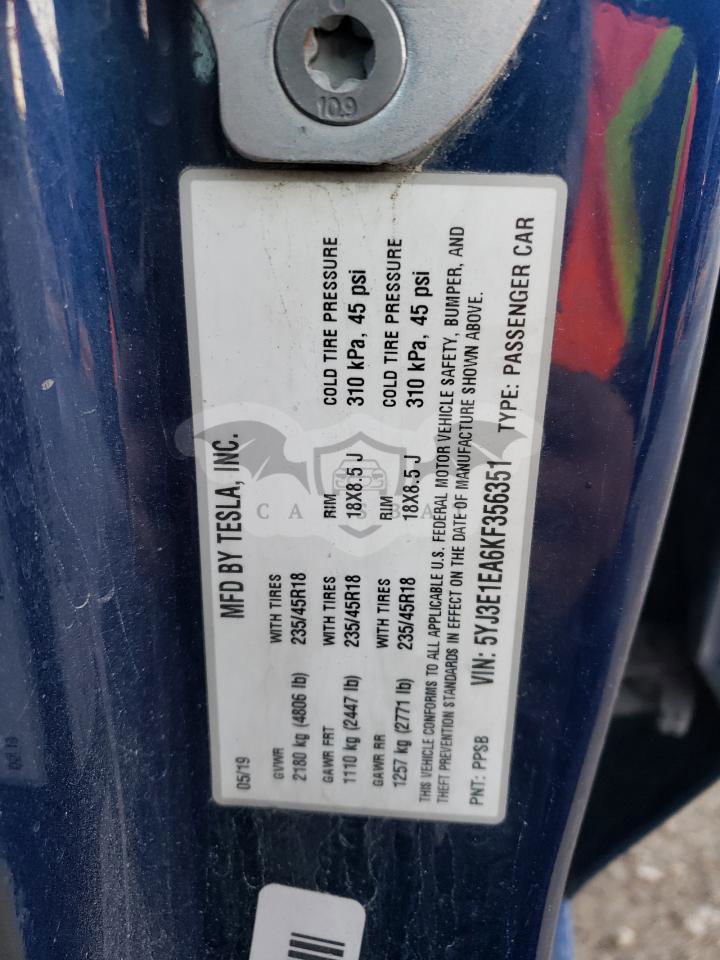 10.9
MFD BY TESLA, INC.
05/19
GVWR
2180 kg (4806 lb) WITH TIRES 235/45R18
GAWR FRT WITH TIRES RIM COLD TIRE PRESSURE
1110 kg (2447 lb) 235/45R18 18X8.5 J 310 kPa, 45 psi
GAWR RR WITH TIRES RIM COLD TIRE PRESSURE
1257 kg (2771 lb) 235/45R18 18X8.5 J 310 kPa, 45 psi
THIS VEHICLE CONFORMS TO ALL APPLICABLE U.S. FEDERAL MOTOR VEHICLE SAFETY, BUMPER, AND
THEFT PREVENTION STANDARDS IN EFFECT ON THE DATE OF MANUFACTURE SHOWN ABOVE.
PNT: PPSB VIN: 5YJ3E1EA6KF356351 TYPE: PASSENGER CAR